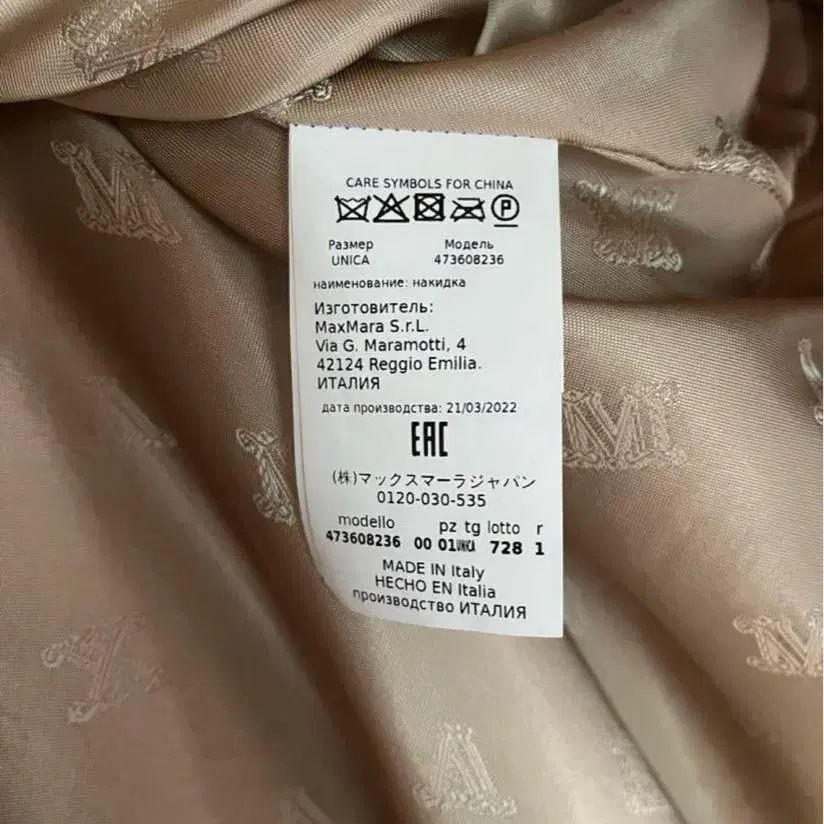 CARE SYMBOLS FOR CHINA
P
Размер Модель
UNICA 473608236
наименование: накидка
Изготовитель:
MaxMara S.r.L.
Via G. Maramotti, 4
42124 Reggio Emilia.
ИТАЛИЯ
дата производства: 21/03/2022
EAC
(株)マックスマーラジャパン
0120-030-535
modello pz tg lotto r
473608236 00 01 UNICA 728 1
MADE IN Italy
HECHO EN Italia
производство ИТАЛИЯ